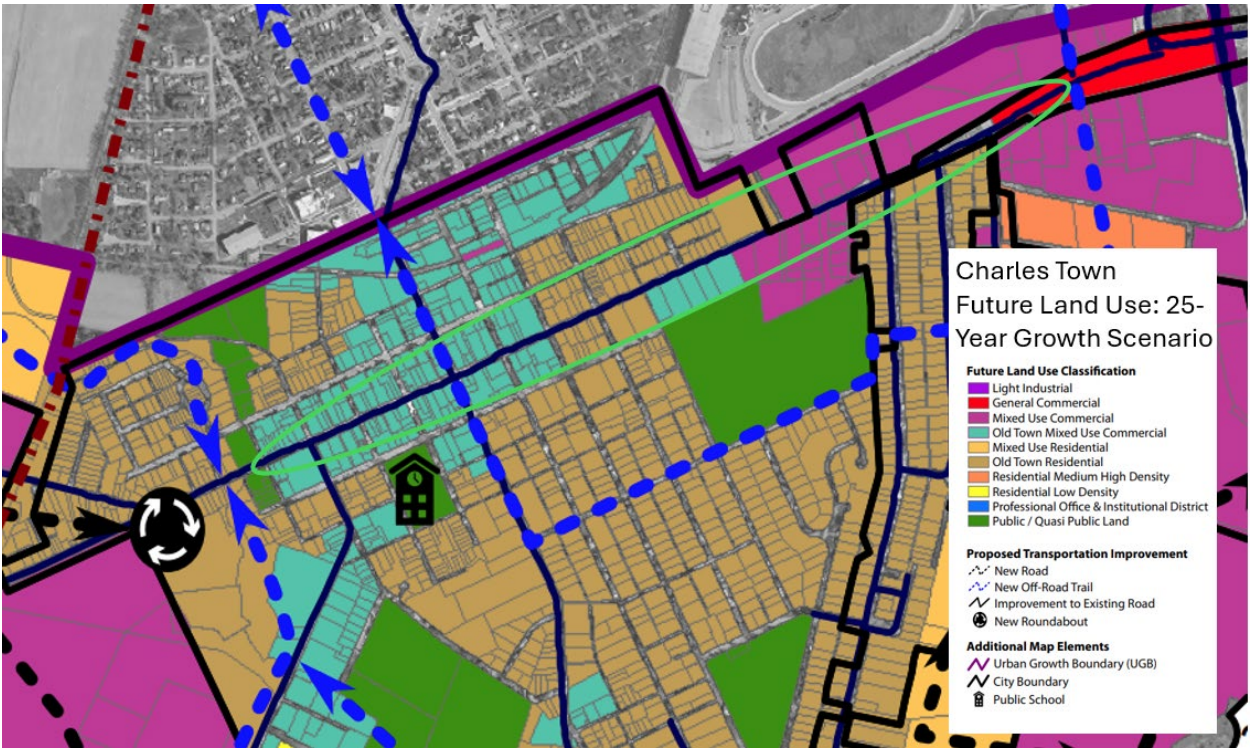 Charles Town
Future Land Use: 25-
Year Growth Scenario
Future Land Use Classification
Light Industrial
General Commercial
Mixed Use Commercial
Old Town Mixed Use Commercial
Mixed Use Residential
Old Town Residential
Residential Medium High Density
Residential Low Density
Professional Office & Institutional District
Public / Quasi Public Land
Proposed Transportation Improvement
New Road
New Off-Road Trail
Improvement to Existing Road
New Roundabout
Additional Map Elements
Urban Growth Boundary (UGB)
City Boundary
Public School